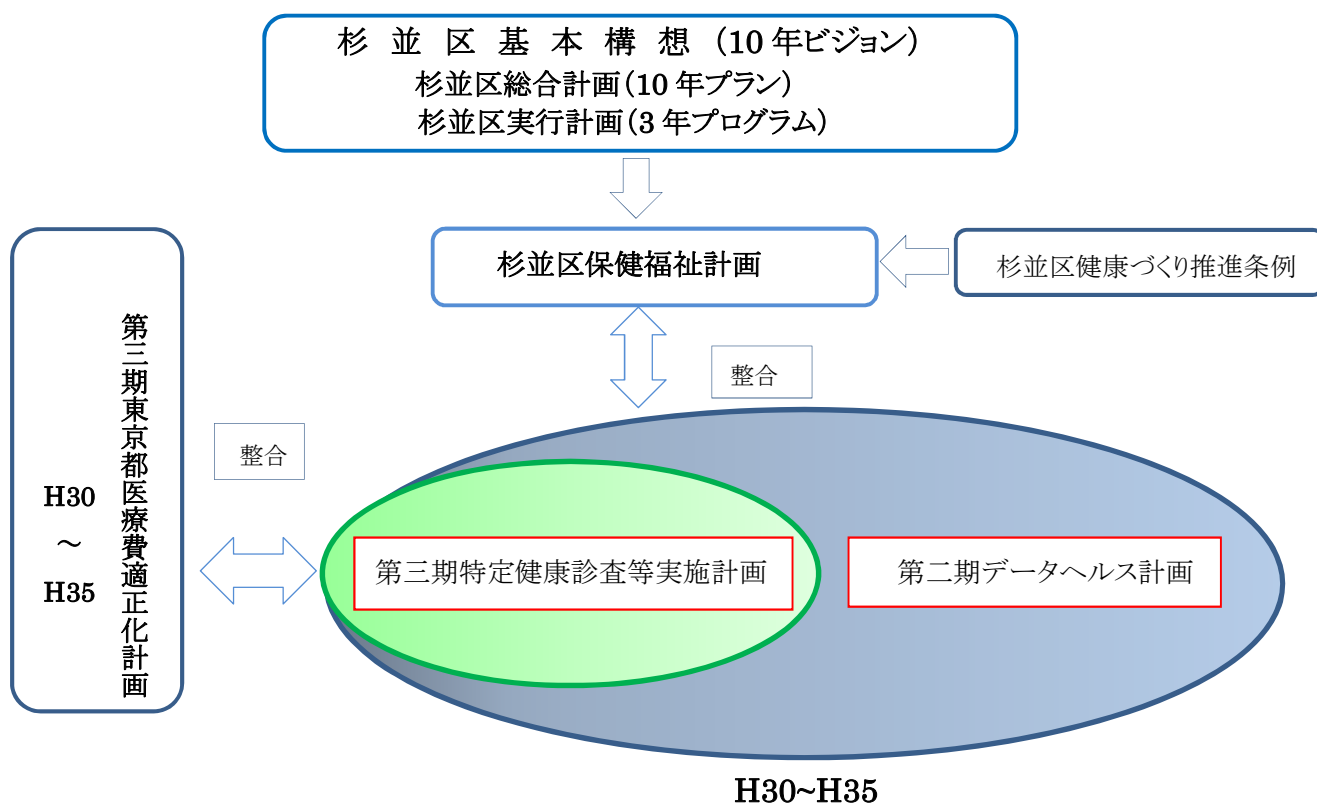 杉並区基本構想(10年ビジョン)
杉並区総合計画(10年プラン)
杉並区実行計画(3年プログラム)
杉並区保健福祉計画
杉並区健康づくり推進条例
整合
第三期東京都医療費適正化計画
H30
～
H35
整合
第三期特定健康診査等実施計画
第二期データヘルス計画
H30~H35